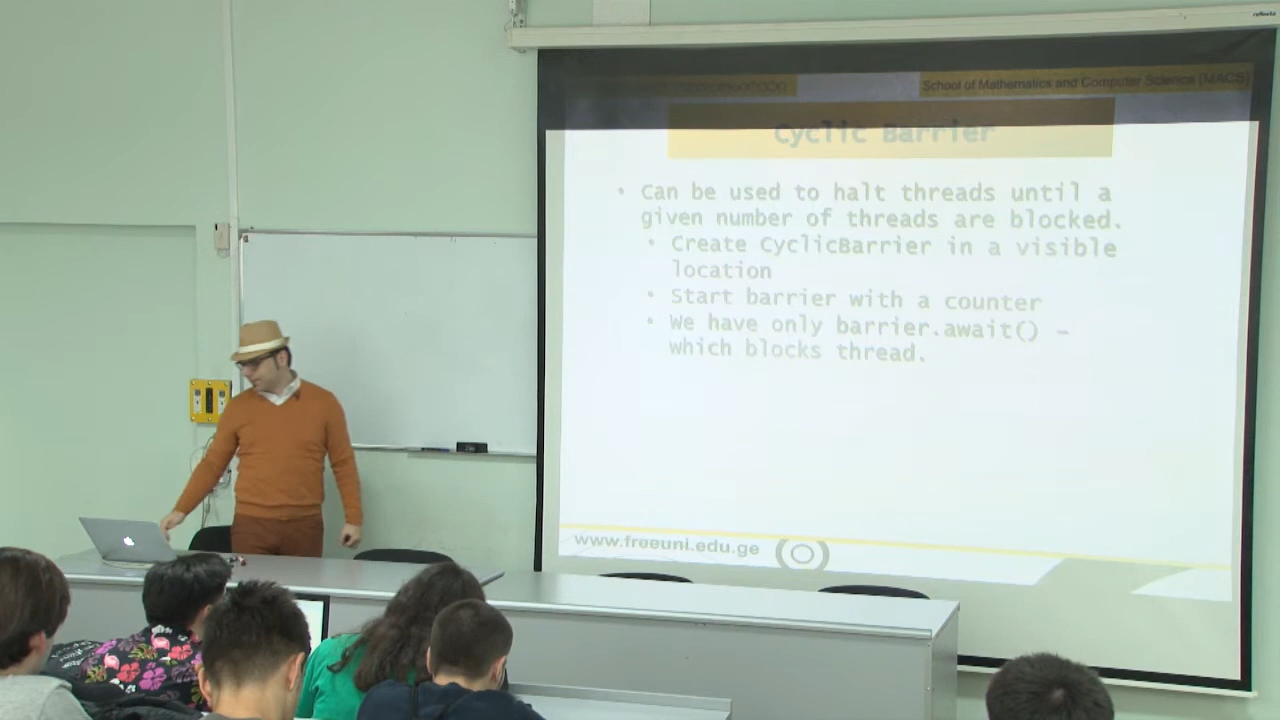 School of Mathematics and Computer Science (MACS)
Cyclic Barrier
• Can be used to halt threads until a
given number of threads are blocked.
• Create CyclicBarrier in a visible
location
• Start barrier with a counter
• We have only barrier.await() –
which blocks thread.
www.freeuni.edu.ge